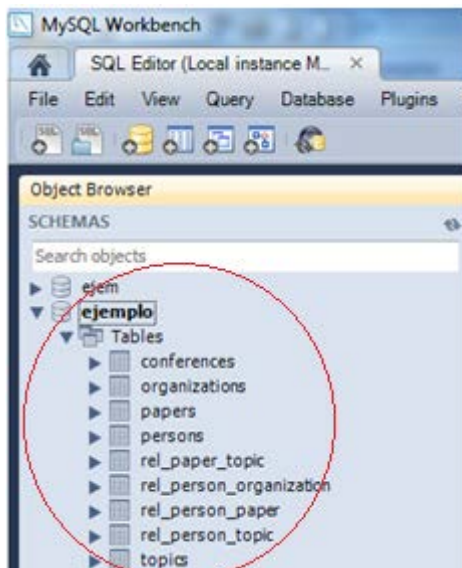 MySQL Workbench
SQL Editor (Local instance M...
File Edit View Query Database Plugins
Object Browser
SCHEMAS
Search objects
ejem
ejemplo
Tables
conferences
organizations
papers
persons
rel_paper_topic
rel_person_organization
rel_person_paper
rel_person_topic
topics